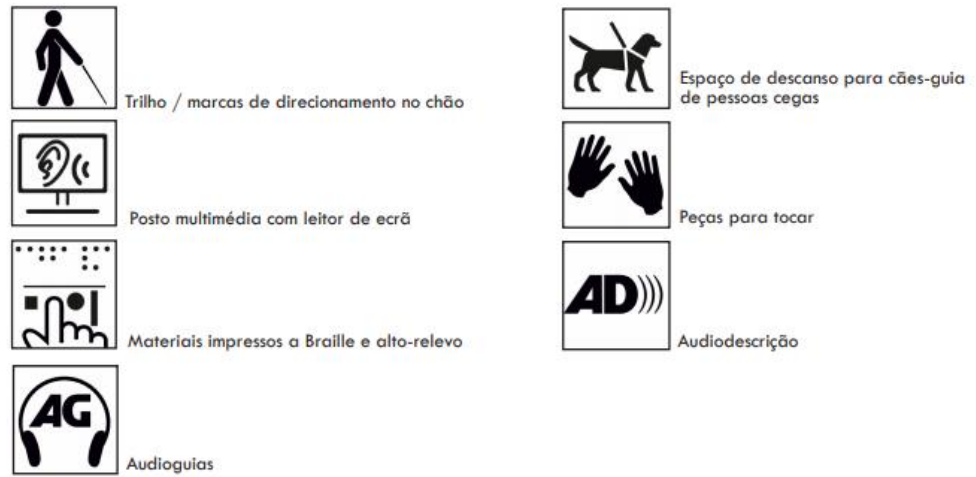 Trilho / marcas de direcionamento no chão
Posto multimédia com leitor de ecrã
Materiais impressos a Braille e alto-relevo
AG
Audioguias
Espaço de descanso para cães-guia
de pessoas cegas
Peças para tocar
AD
Audiodescrição